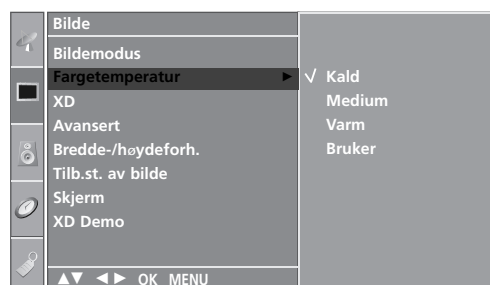 Bilde
Bildemodus
Fargetemperatur ►
XD
Avansert
Bredde-/høydeforh.
Tilb.st. av bilde
Skjerm
XD Demo
▲▼ ◄► OK MENU
√ Kald
Medium
Varm
Bruker